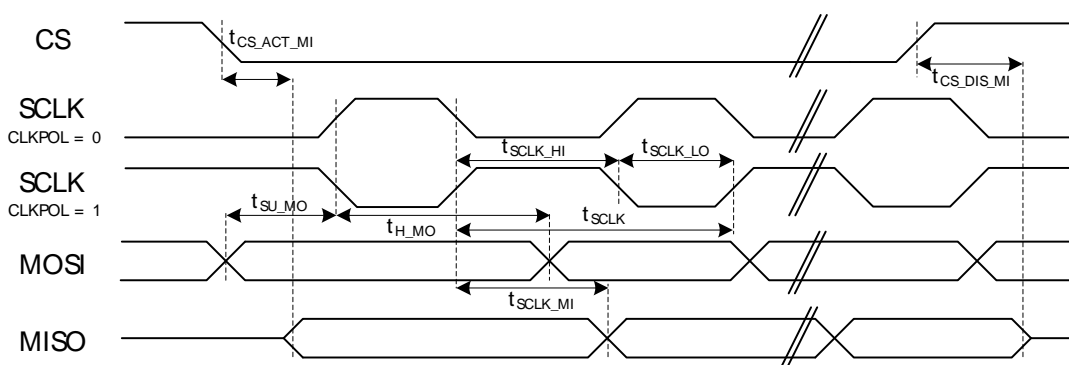 CS
tCS_ACT_MI
tCS_DIS_MI
SCLK
CLKPOL = 0
tSCLK_HI
tSCLK_LO
SCLK
CLKPOL = 1
tSU_MO
tH_MO
tSCLK
MOSI
tSCLK_MI
MISO